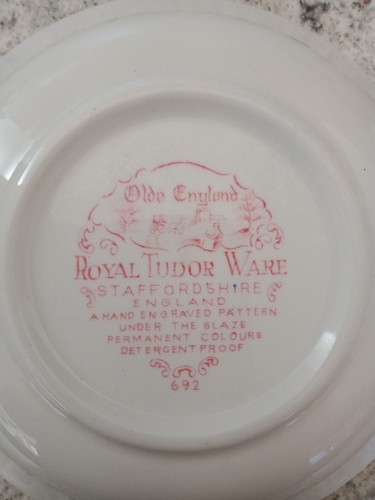 Olde England
ROYAL TUDOR WARE
STAFFORDSHIRE
ENGLAND
A HAND ENGRAVED PATTERN
UNDER THE GLAZE
PERMANENT COLOURS
DETERGENT PROOF
692